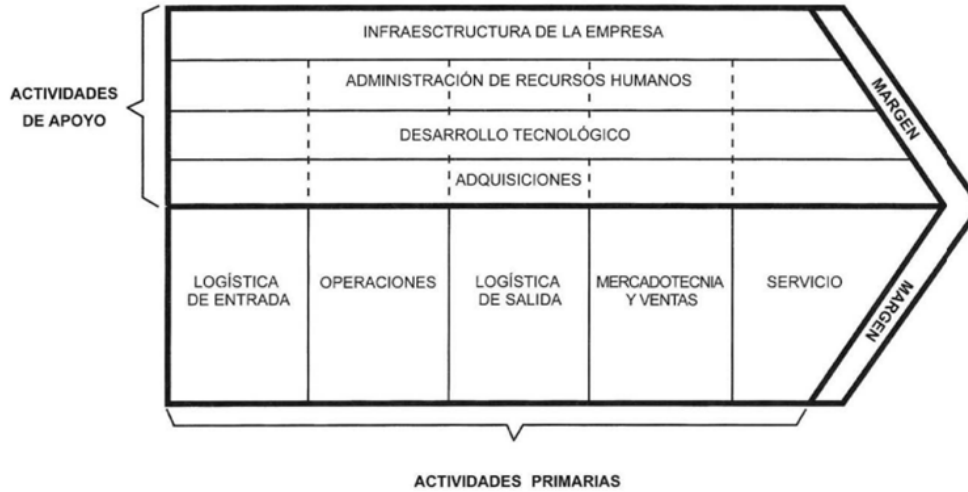 INFRAESCTRUCTURA DE LA EMPRESA
ADMINISTRACIÓN DE RECURSOS HUMANOS
DESARROLLO TECNOLÓGICO
ADQUISICIONES
ACTIVIDADES
DE APOYO
MARGEN
LOGÍSTICA
DE ENTRADA
OPERACIONES
LOGÍSTICA
DE SALIDA
MERCADOTECNIA
Y VENTAS
SERVICIO
MARGEN
ACTIVIDADES PRIMARIAS